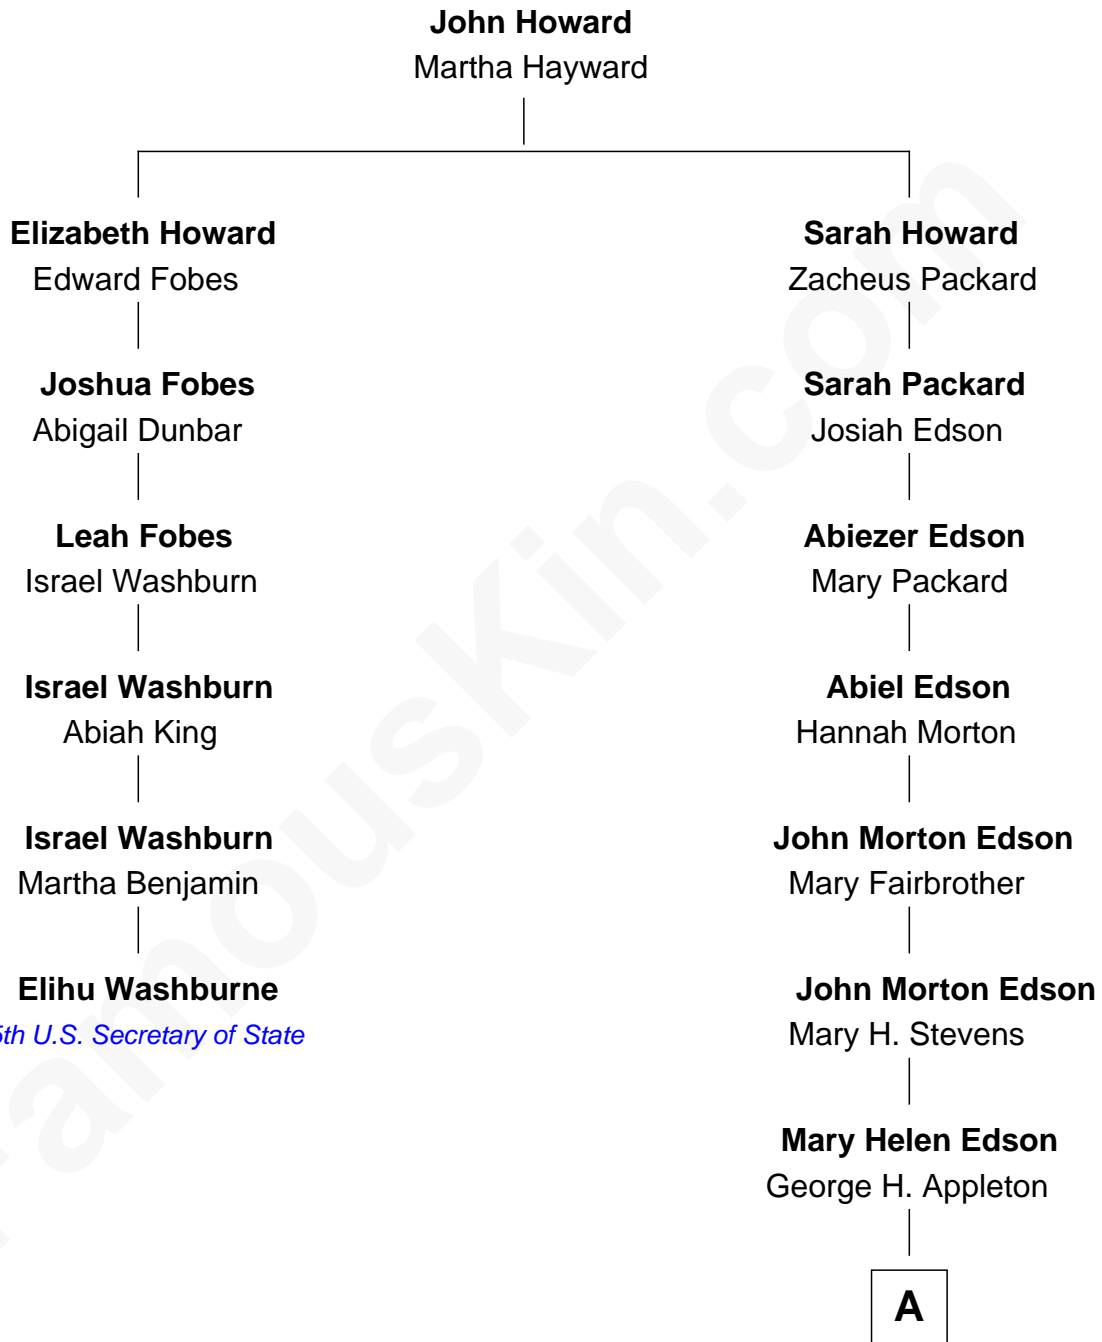 John Howard
Martha Hayward
Elizabeth Howard
Edward Fobes
Sarah Howard
Zacheus Packard
Joshua Fobes
Abigail Dunbar
Sarah Packard
Josiah Edson
Leah Fobes
Israel Washburn
Abiezer Edson
Mary Packard
Israel Washburn
Abiah King
Abiel Edson
Hannah Morton
Israel Washburn
Martha Benjamin
John Morton Edson
Mary Fairbrother
Elihu Washburne
5th U.S. Secretary of State
John Morton Edson
Mary H. Stevens
Mary Helen Edson
George H. Appleton
A
FamousKin.com